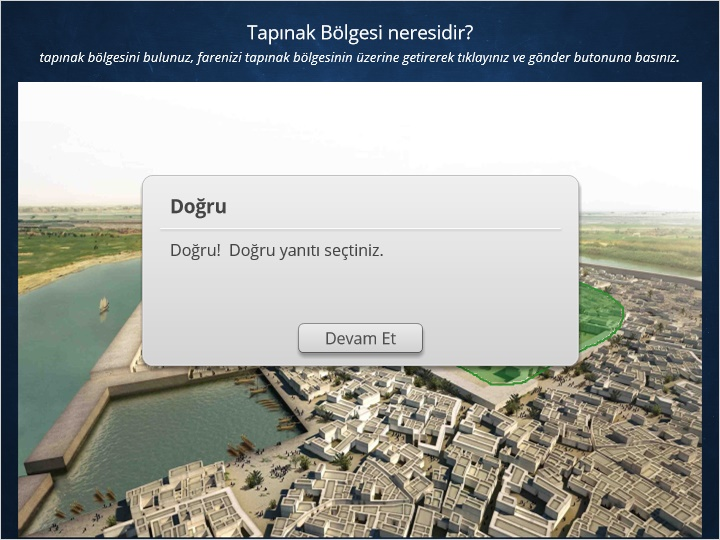 Tapınak Bölgesi neresidir?
tapınak bölgesini bulunuz, farenizi tapınak bölgesinin üzerine getirerek tıklayınız ve gönder butonuna basınız.
Doğru
Doğru!  Doğru yanıtı seçtiniz.
Devam Et